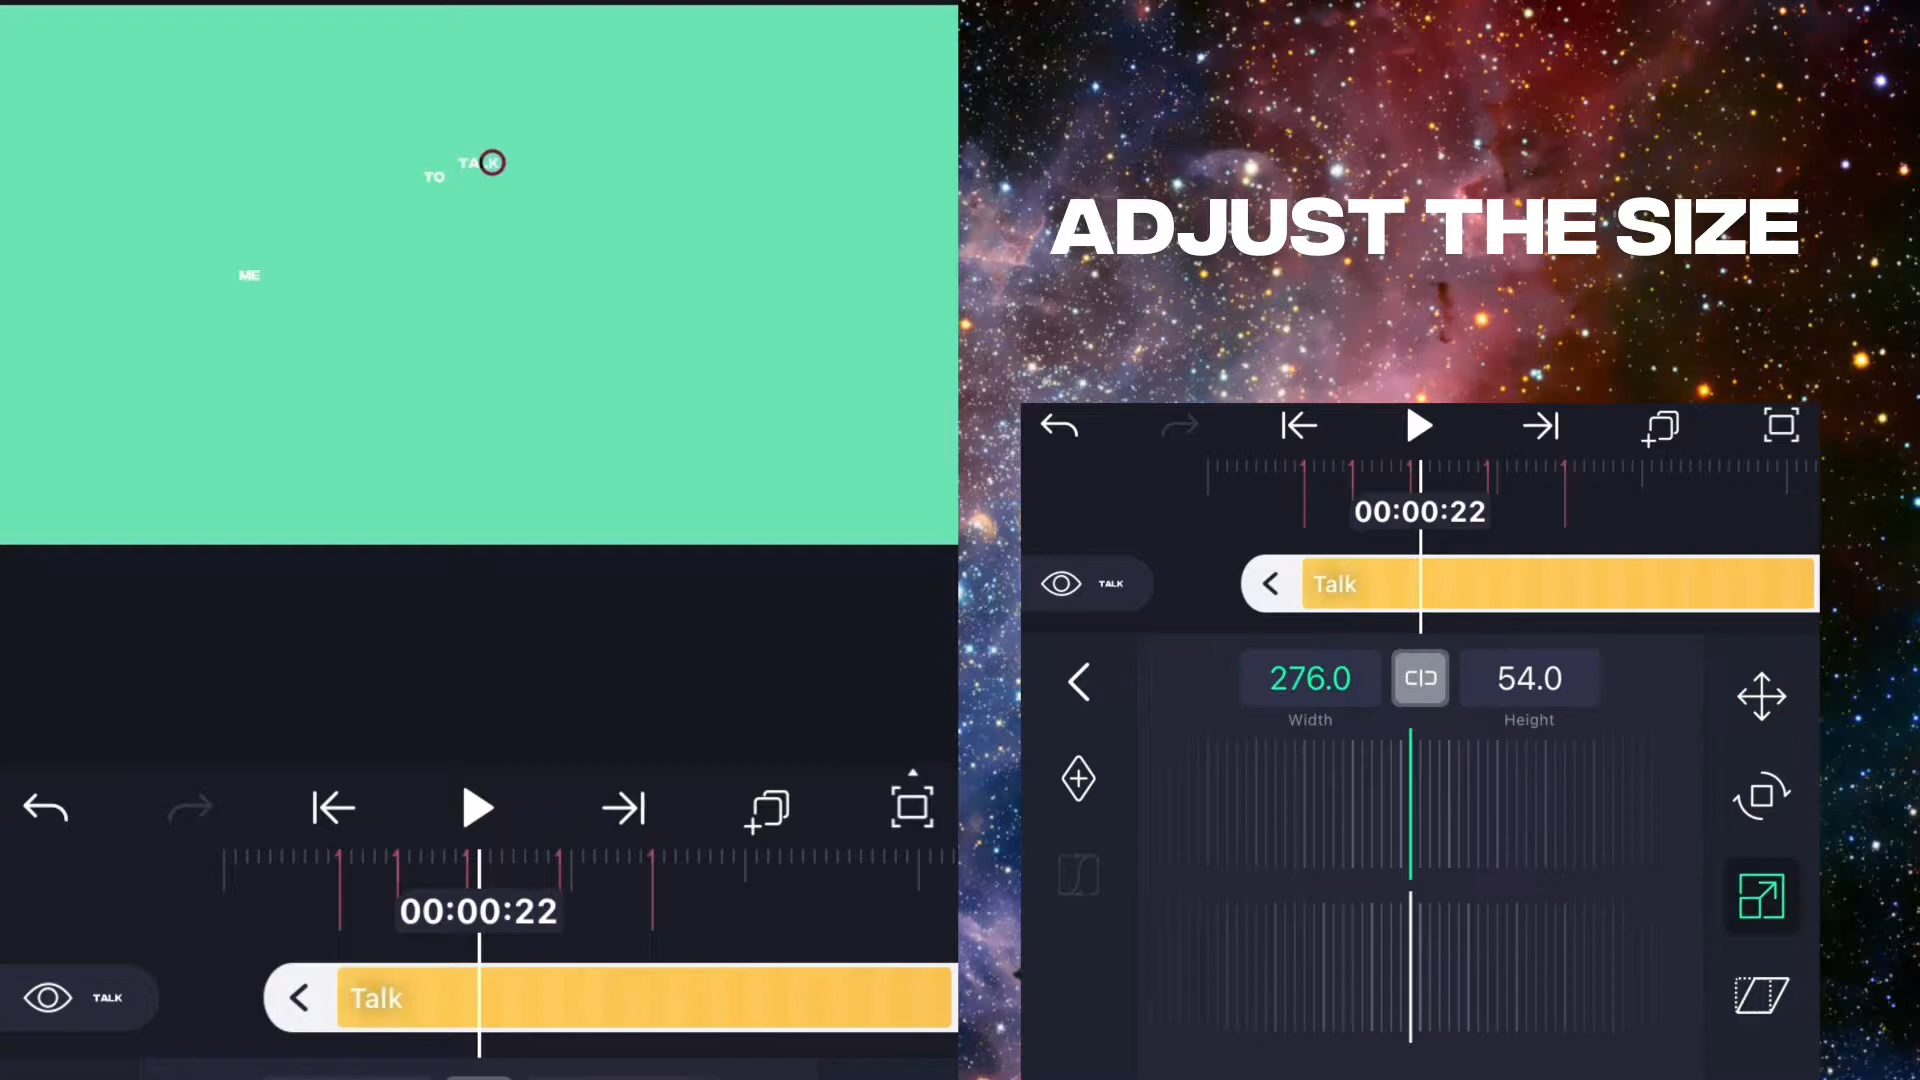 TALK
TO
ME
00:00:22
TALK
Talk
ADJUST THE SIZE
00:00:22
TALK
Talk
276.0
54.0
Width
Height